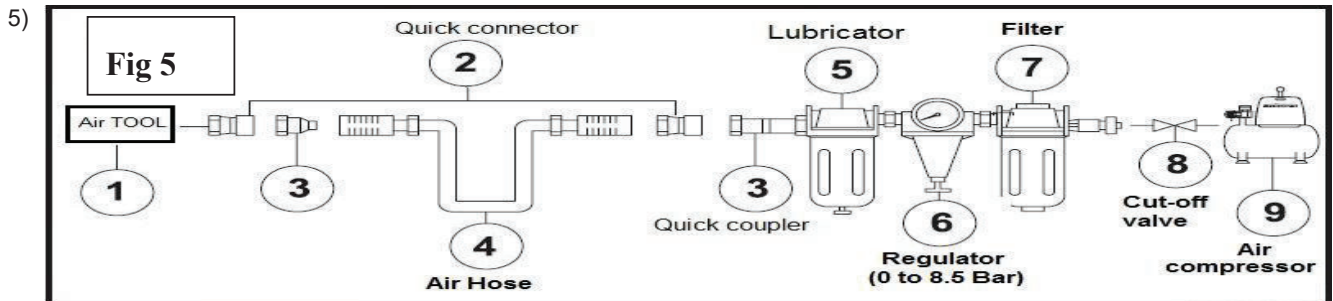 5)
Fig 5
Quick connector
2
Lubricator
5
Filter
7
Air TOOL
1
3
4
Air Hose
3
Quick coupler
6
Regulator
(0 to 8.5 Bar)
8
Cut-off
valve
9
Air
compressor